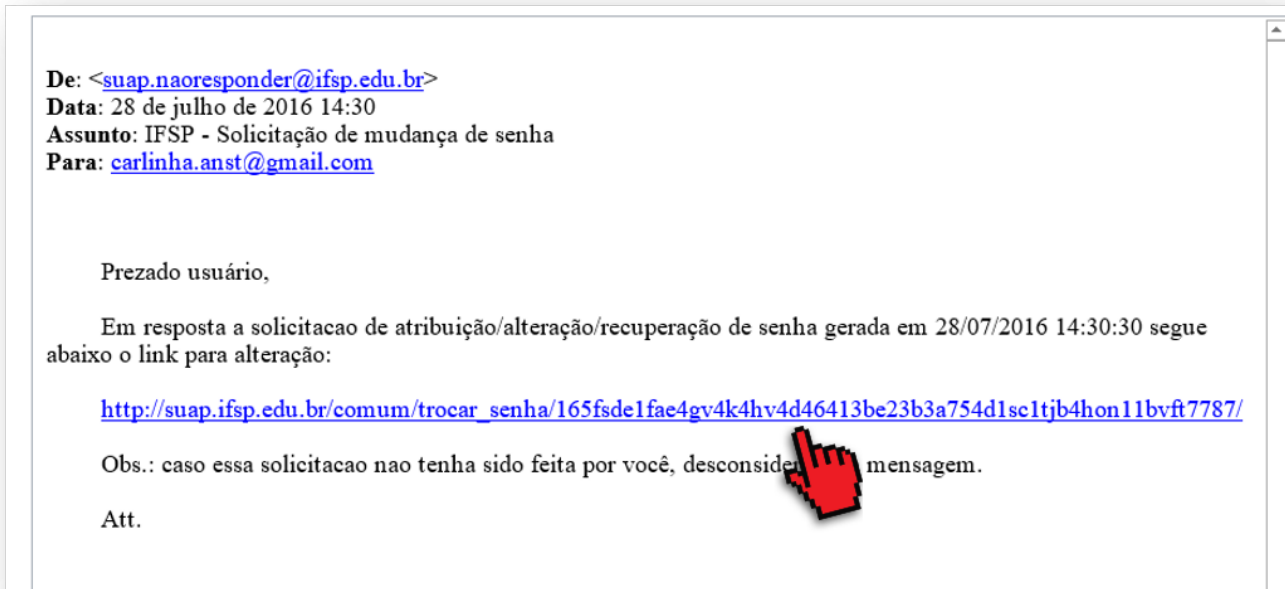 De: <suap.naoresponder@ifsp.edu.br>
Data: 28 de julho de 2016 14:30
Assunto: IFSP - Solicitação de mudança de senha
Para: carlinha.anst@gmail.com
Prezado usuário,
Em resposta a solicitacao de atribuição/alteração/recuperação de senha gerada em 28/07/2016 14:30:30 segue
abaixo o link para alteração:
http://suap.ifsp.edu.br/comum/trocar_senha/165fsde1fae4gv4k4hv4d46413be23b3a754d1sc1tjb4hon11bvft7787/
Obs.: caso essa solicitacao nao tenha sido feita por você, mensagem.
Att.